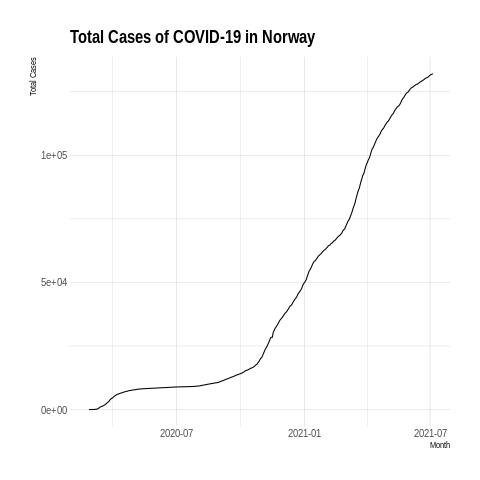 Total Cases of COVID-19 in Norway
Total Cases
1e+05
5e+04
0e+00
2020-07 2021-01 2021-07
Month